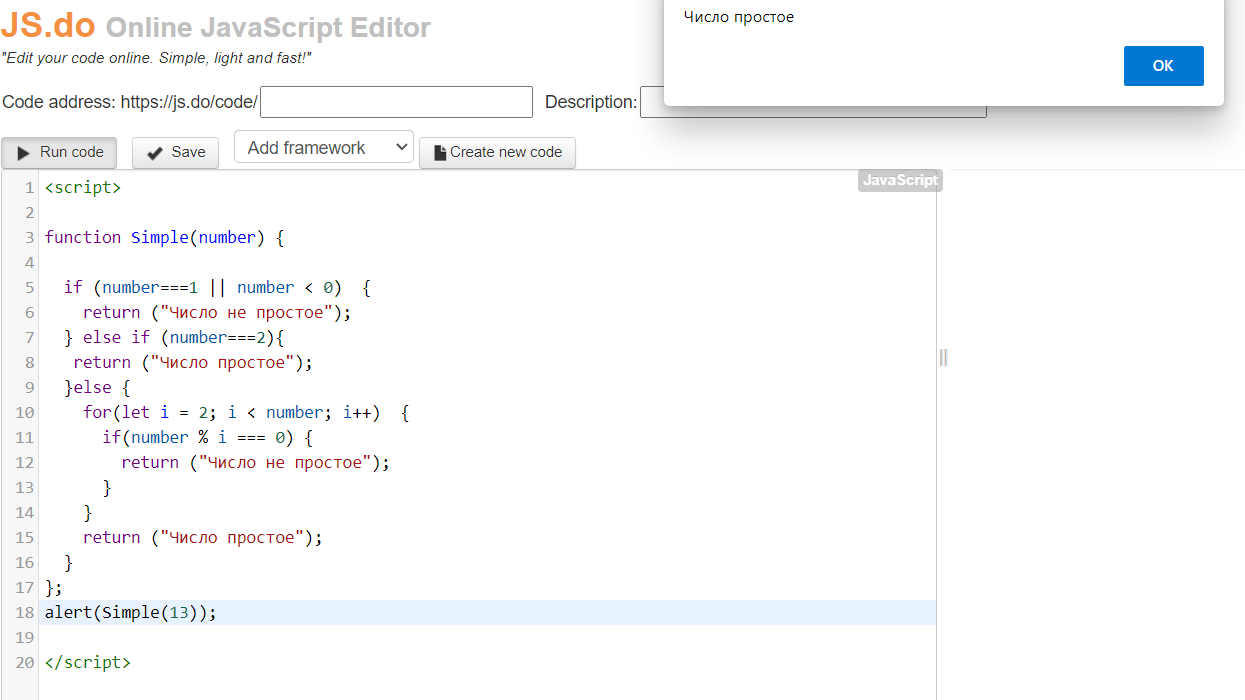 JS.do Online JavaScript Editor
"Edit your code online. Simple, light and fast!"
Число простое
OK
Code address: https://js.do/code/ Description:
Run code Save Add framework Create new code
JavaScript
1 <script>
2
3 function Simple(number) {
4
5 if (number===1 || number < 0)  {
6 return ("Число не простое");
7 } else if (number===2){
8 return ("Число простое");
9 }else {
10 for(let i = 2; i < number; i++)  {
11 if(number % i === 0) {
12 return ("Число не простое");
13 }
14 }
15 return ("Число простое");
16 }
17 };
18 alert(Simple(13));
19
20 </script>